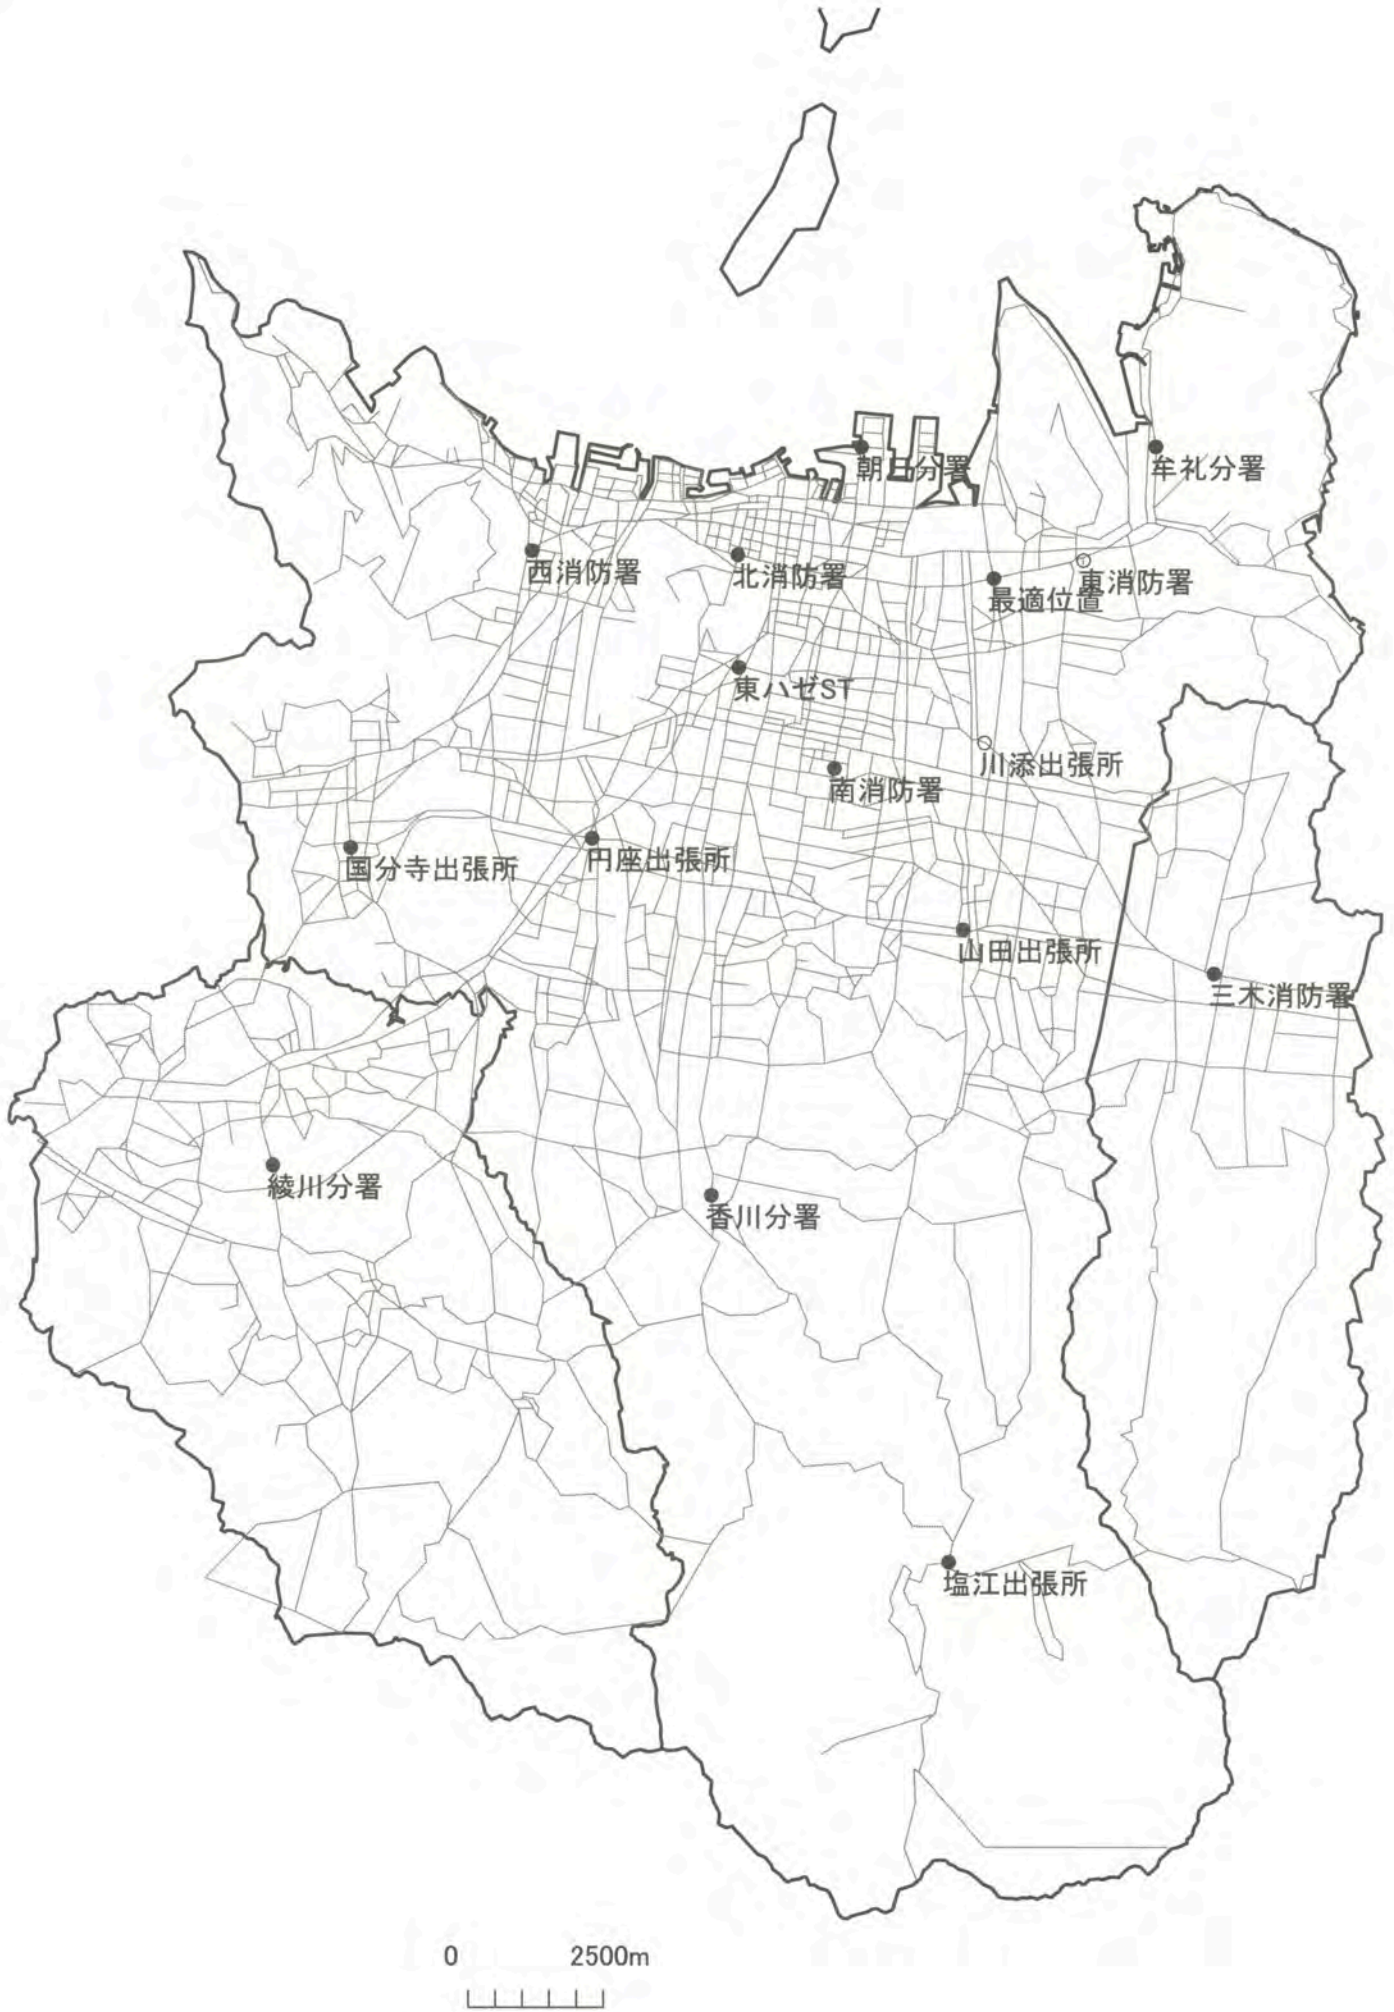 朝日分署
牟礼分署
西消防署
北消防署
東消防署
最適位置
東ハゼST
川添出張所
南消防署
円座出張所
国分寺出張所
山田出張所
三木消防署
綾川分署
香川分署
塩江出張所
0 2500m